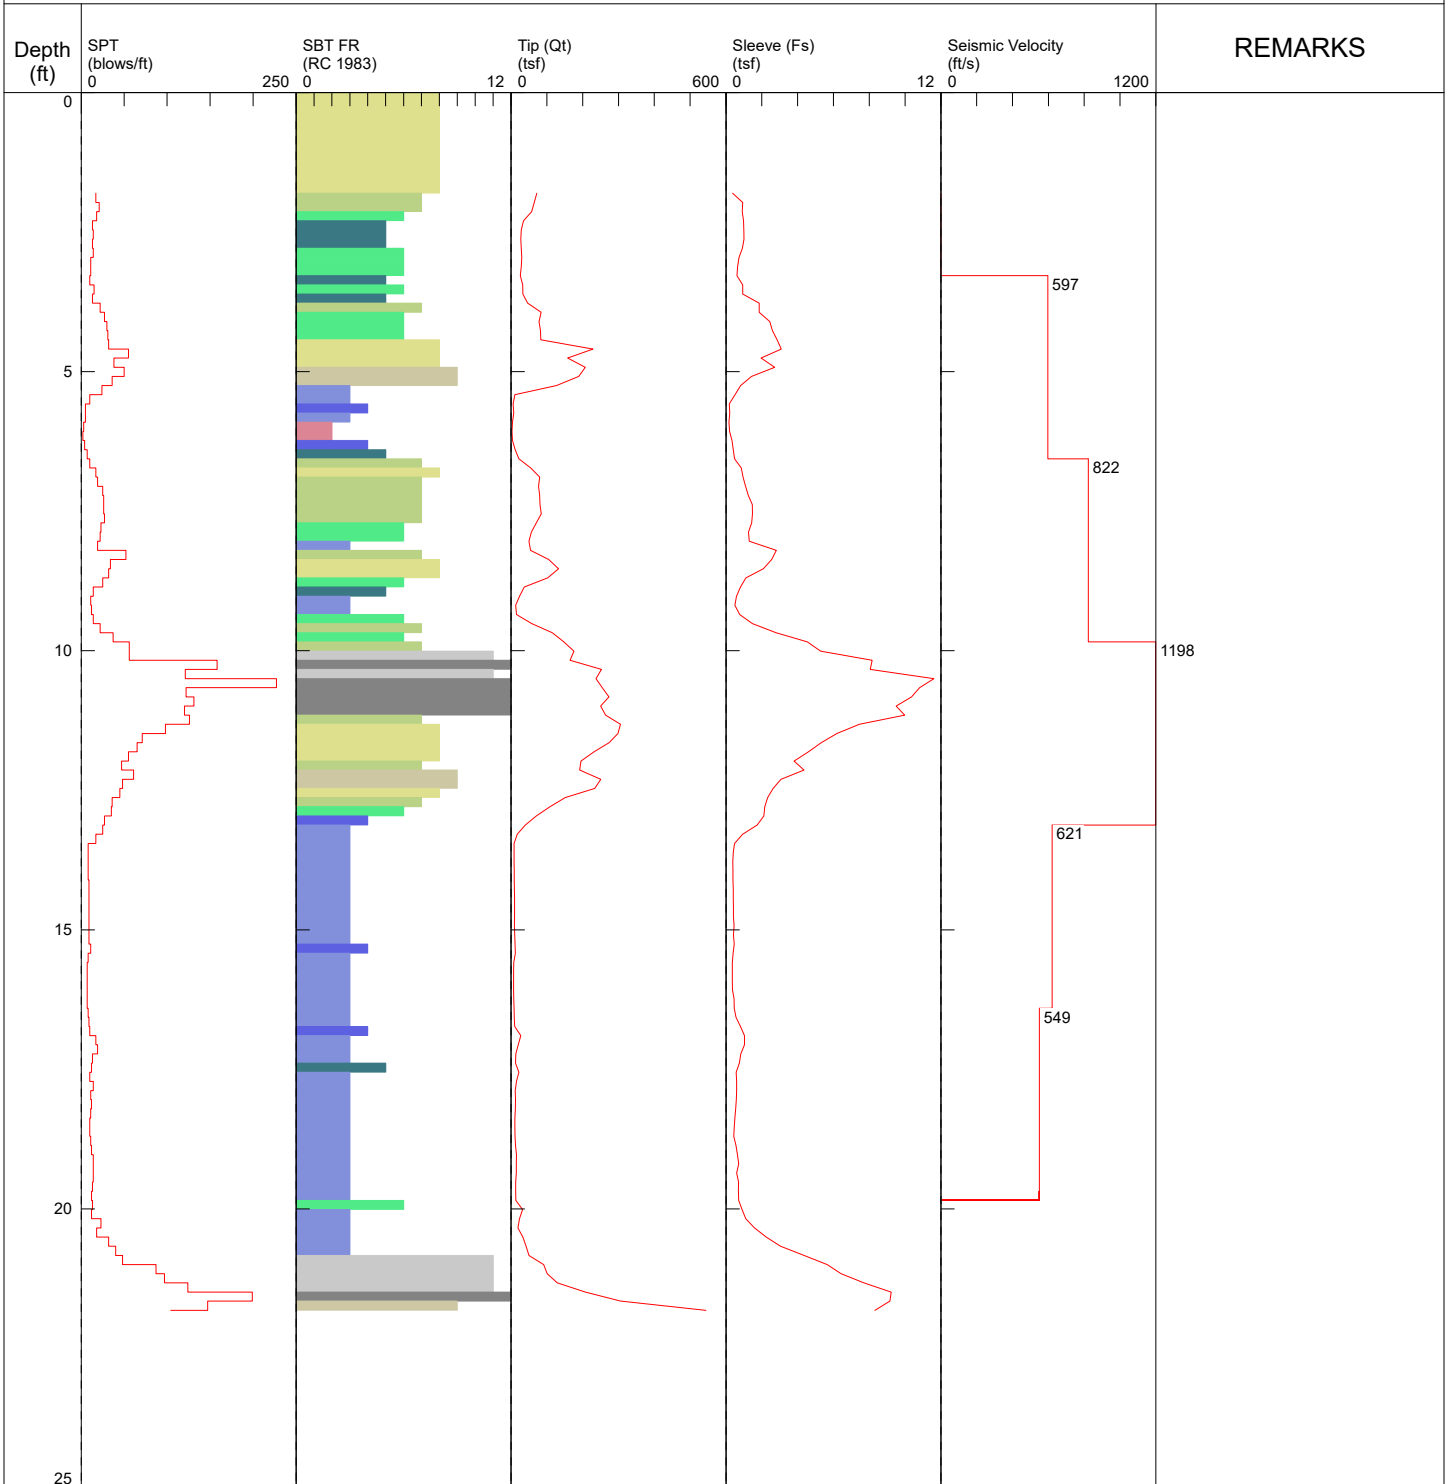 Depth
(ft)
SPT
(blows/ft)
0 250
SBT FR
(RC 1983)
0 12
Tip (Qt)
(tsf)
0 600
Sleeve (Fs)
(tsf)
0 12
Seismic Velocity
(ft/s)
0 1200
REMARKS
0
597
5
822
10
1198
621
15
549
20
25